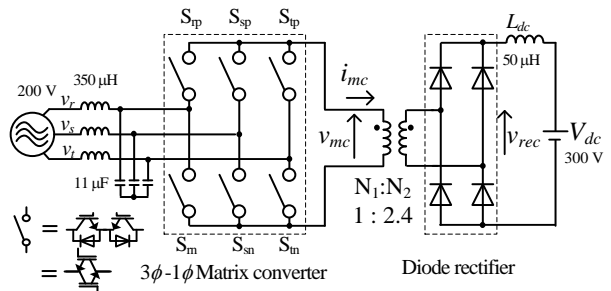 S_rp S_sp S_tp
L_dc
50 μH
350 μH
200 V
v_r
v_s
v_t
i_mc
v_mc
v_rec
V_dc
300 V
11 μF
N_1:N_2
1 : 2.4
S_rn S_sn S_tn
=
=
3ϕ-1ϕ Matrix converter
Diode rectifier